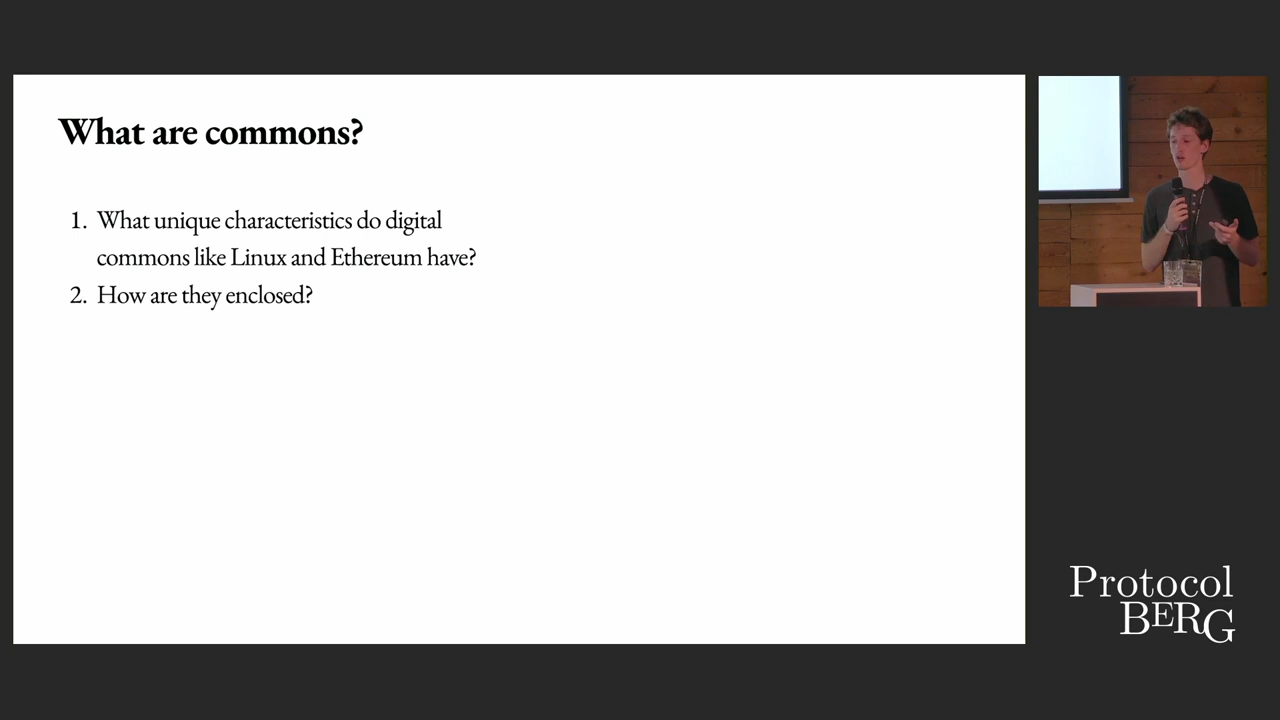 What are commons?
1. What unique characteristics do digital
commons like Linux and Ethereum have?
2. How are they enclosed?
Protocol
BERG